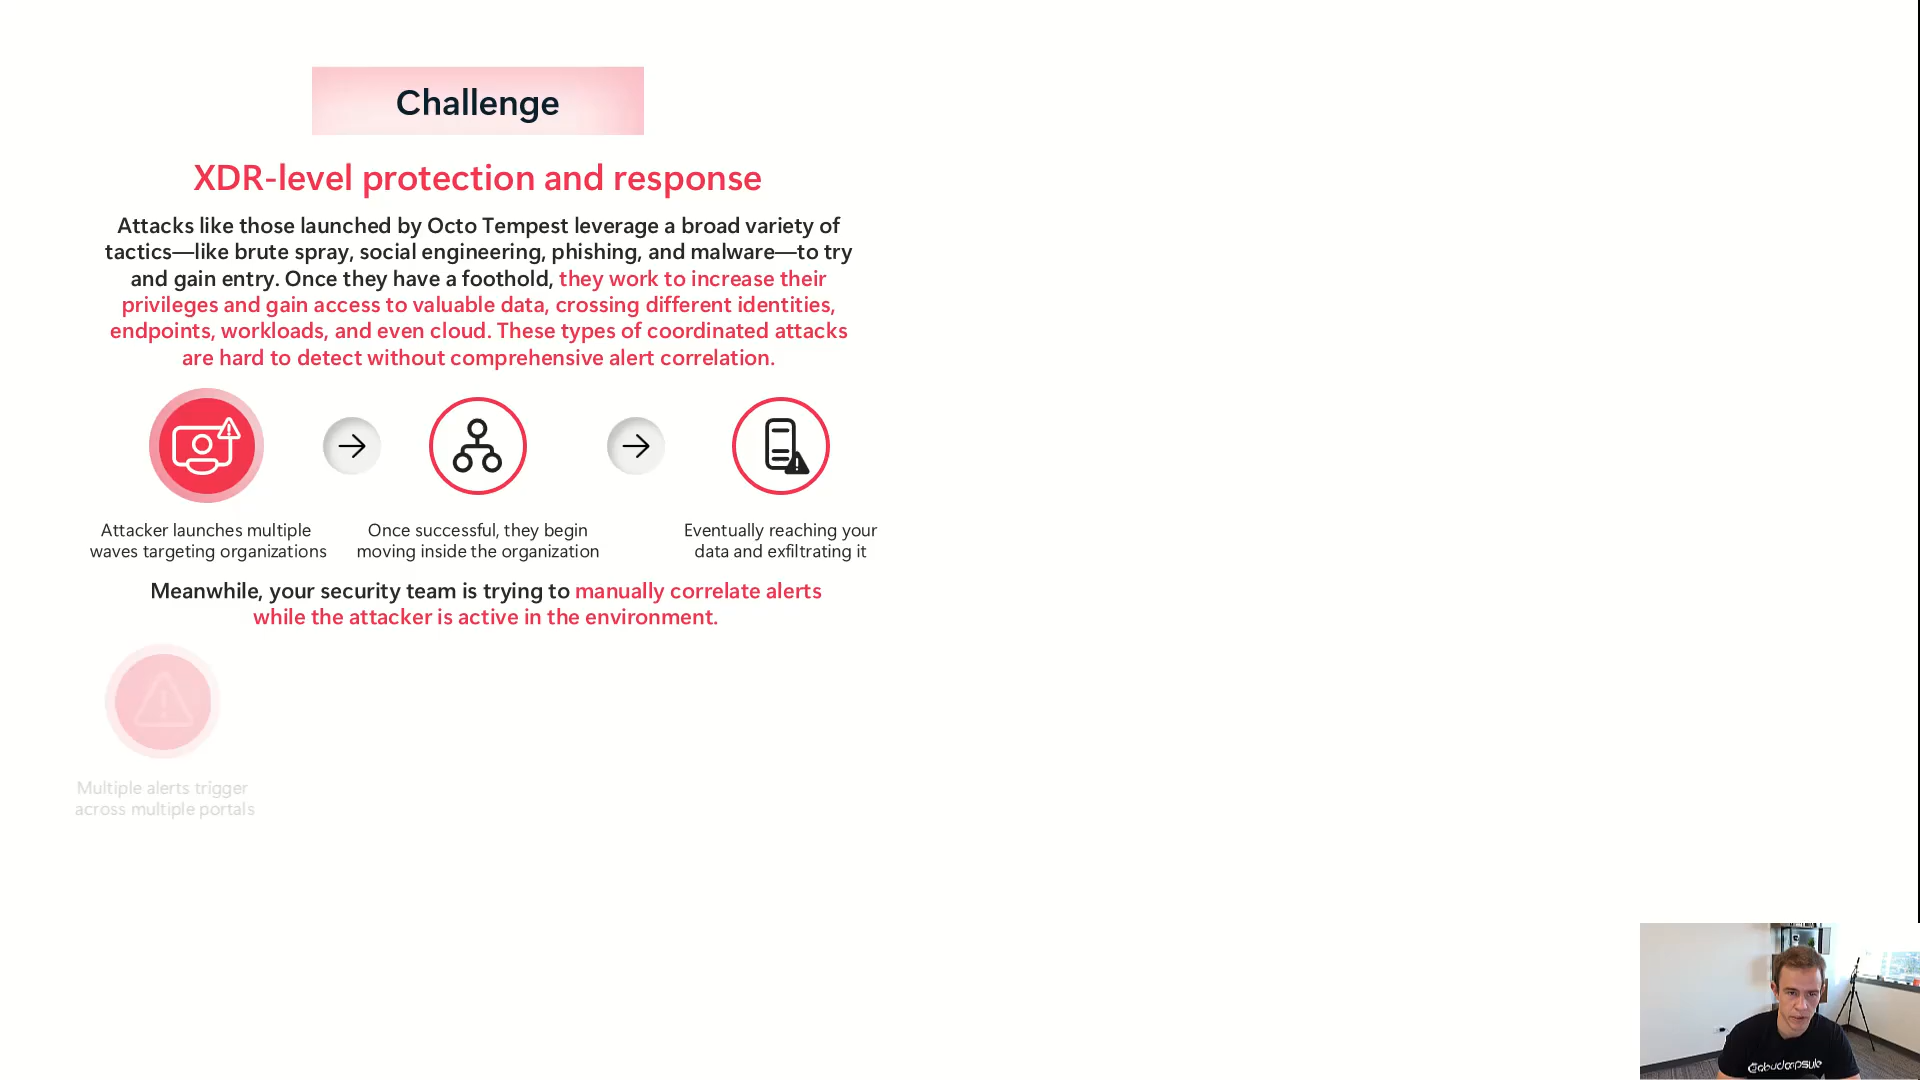 Challenge
XDR-level protection and response
Attacks like those launched by Octo Tempest leverage a broad variety of
tactics—like brute spray, social engineering, phishing, and malware—to try
and gain entry. Once they have a foothold, they work to increase their
privileges and gain access to valuable data, crossing different identities,
endpoints, workloads, and even cloud. These types of coordinated attacks
are hard to detect without comprehensive alert correlation.
Attacker launches multiple
waves targeting organizations
Once successful, they begin
moving inside the organization
Eventually reaching your
data and exfiltrating it
Meanwhile, your security team is trying to manually correlate alerts
while the attacker is active in the environment.
Multiple alerts trigger
across multiple portals